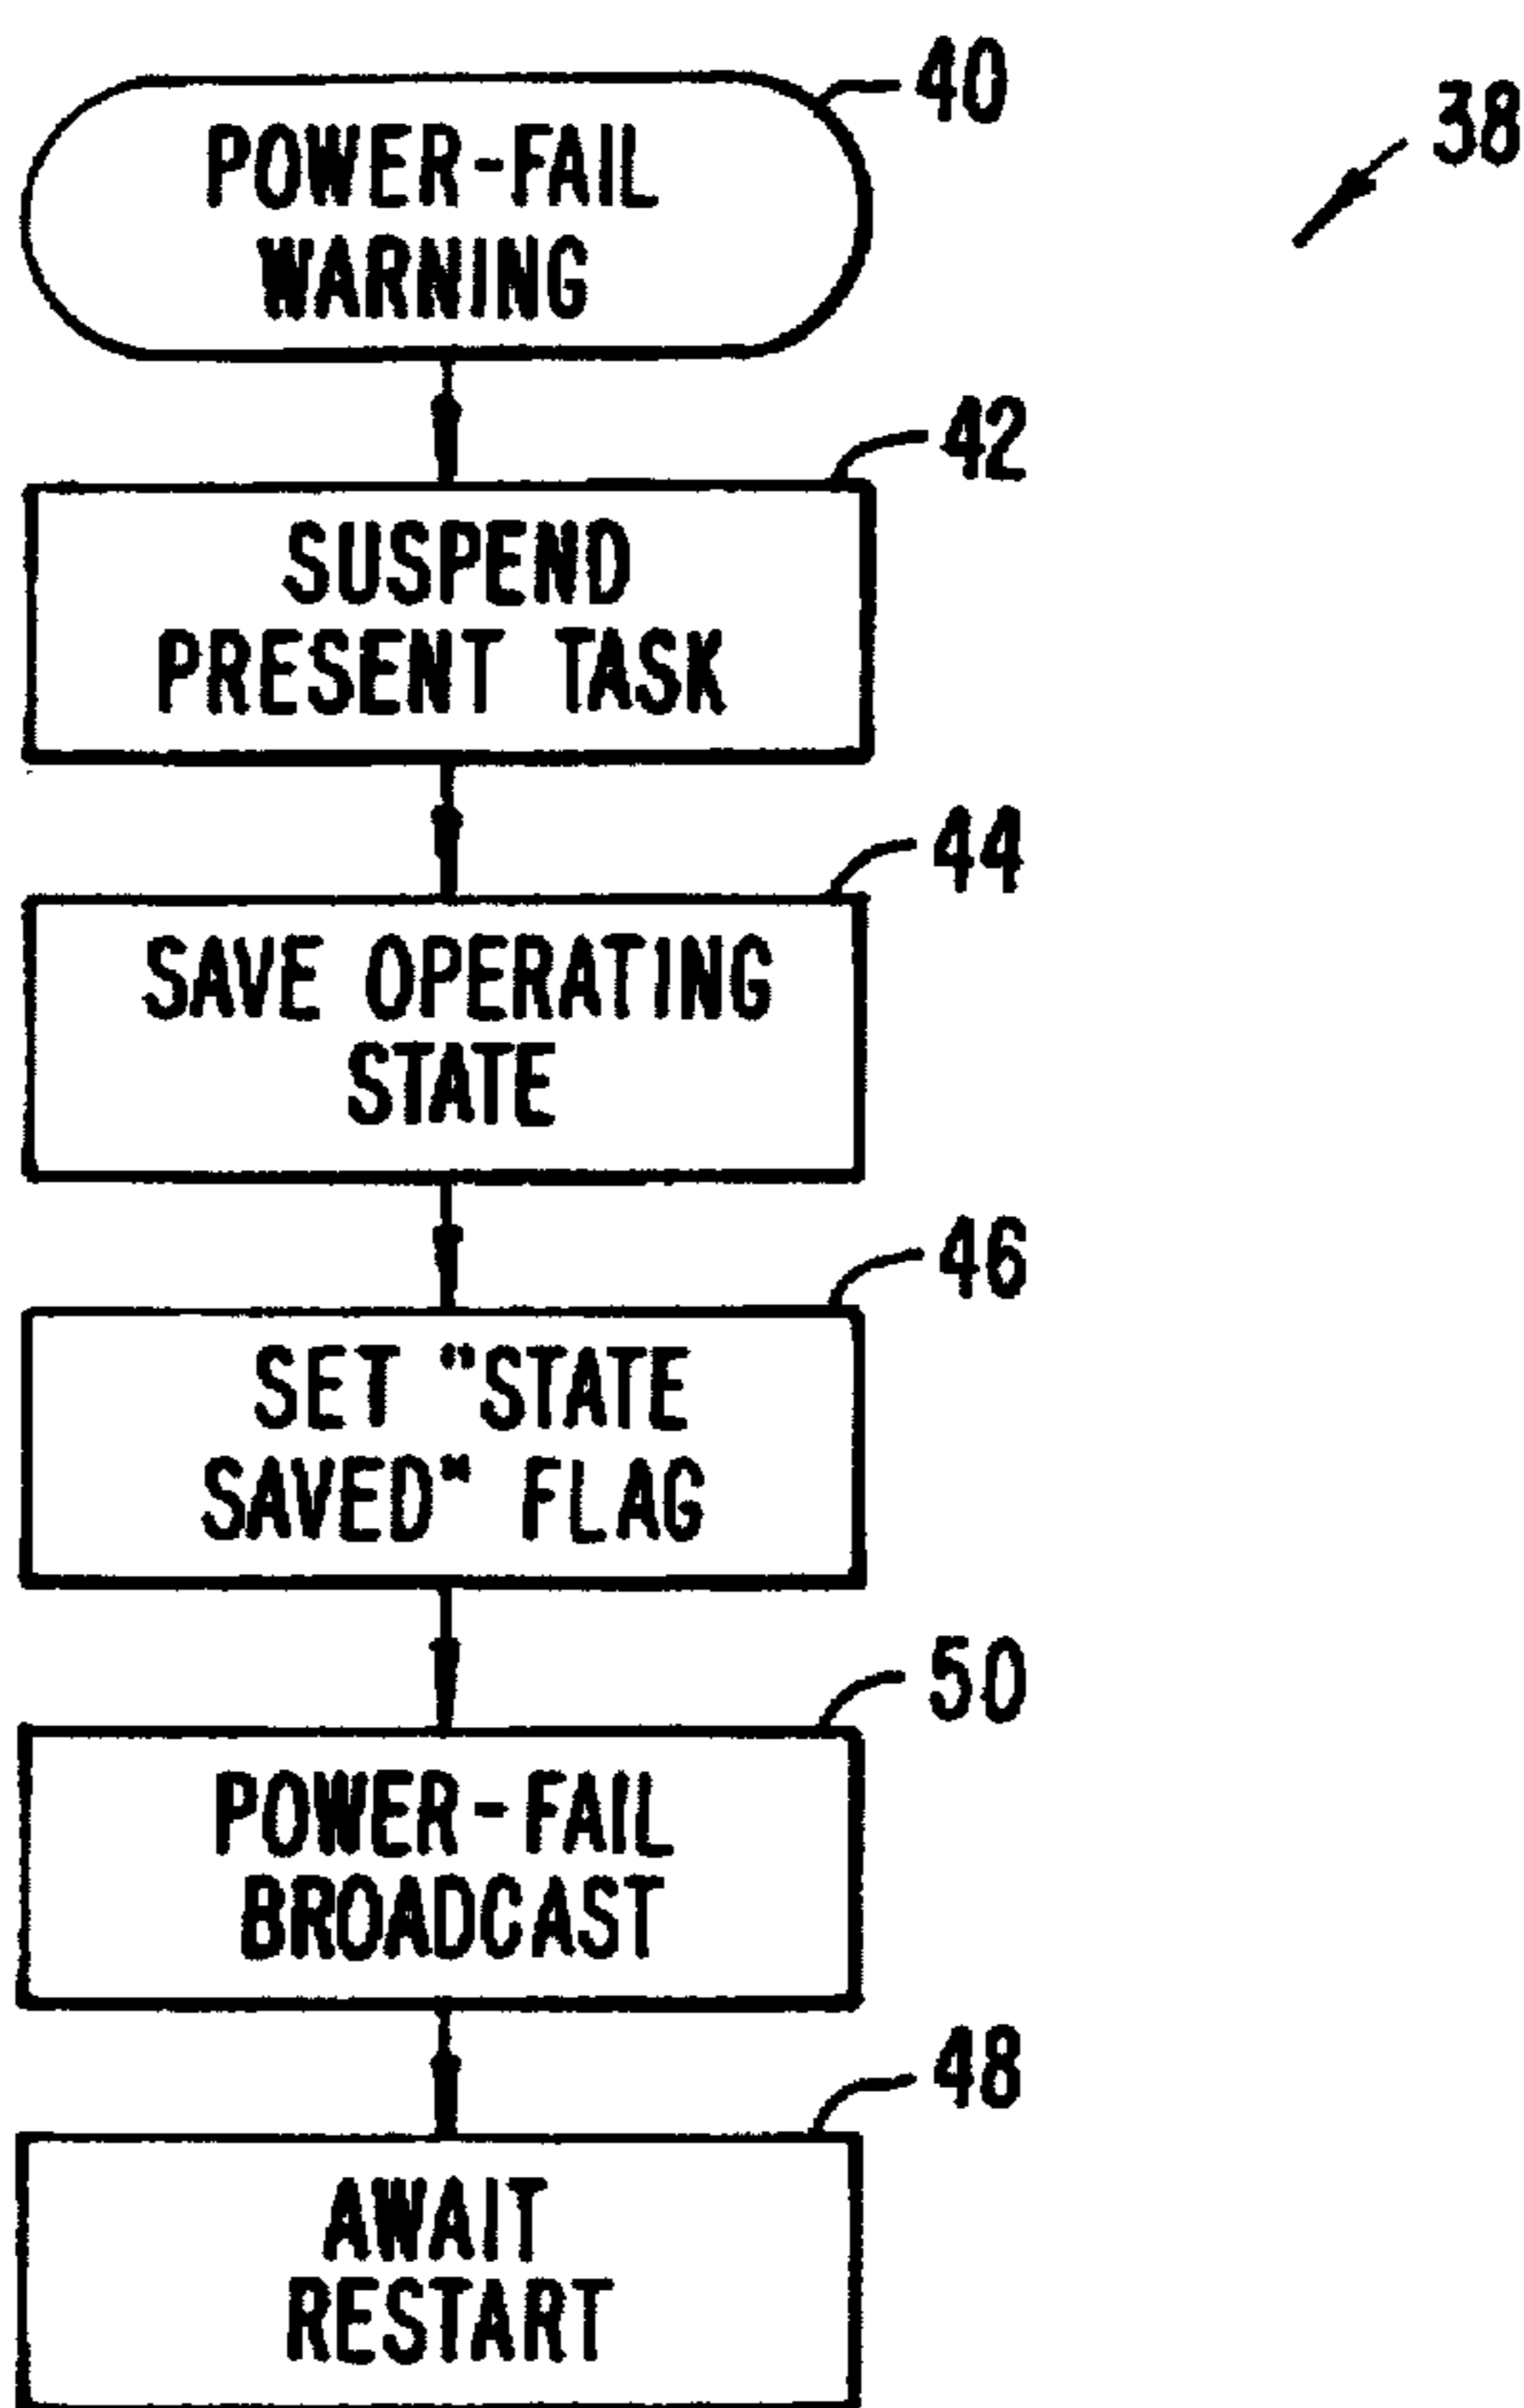 40
38
POWER-FAIL
WARNING
42
SUSPEND
PRESENT TASK
44
SAVE OPERATING
STATE
46
SET "STATE
SAVED" FLAG
50
POWER-FAIL
BROADCAST
48
AWAIT
RESTART